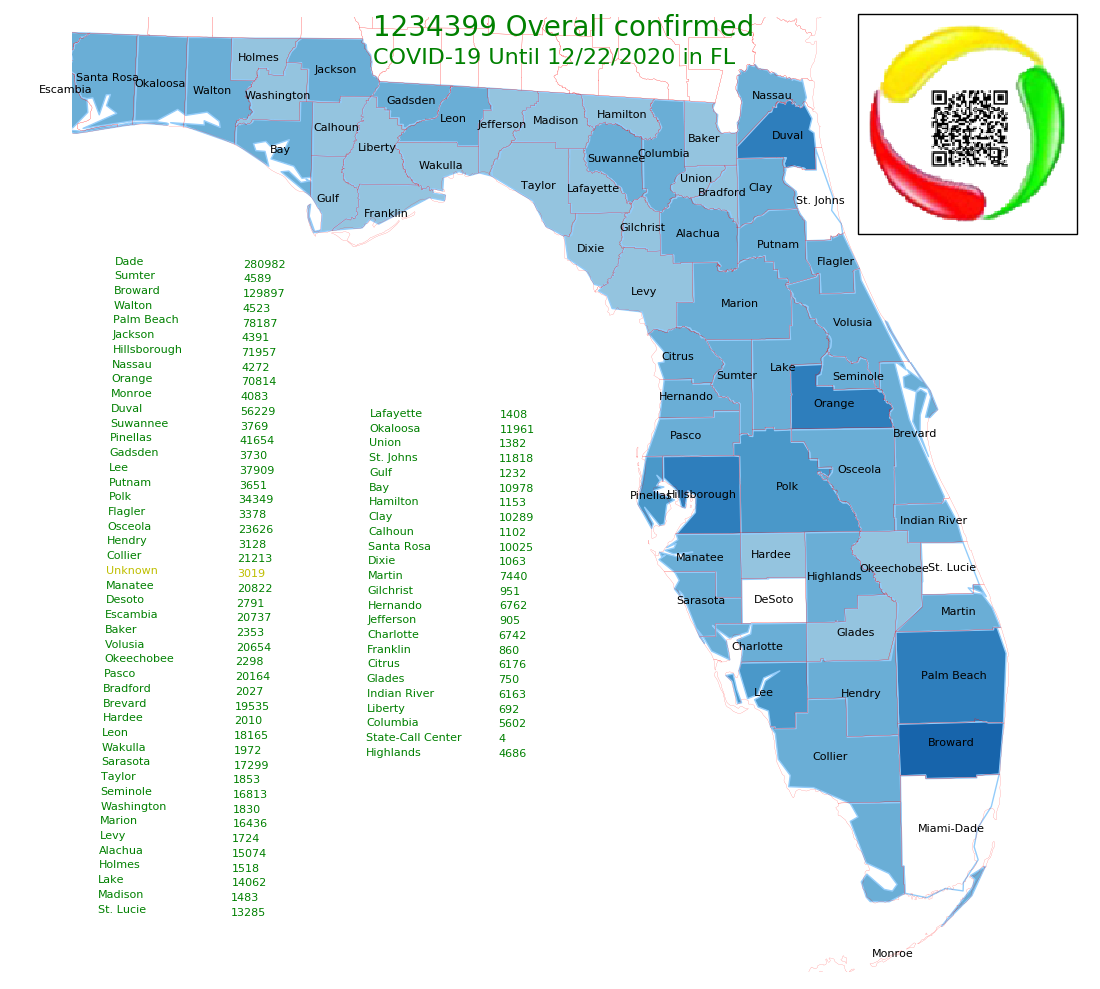 1234399 Overall confirmed
COVID-19 Until 12/22/2020 in FL
Holmes
Jackson
Santa Rosa
Okaloosa
Escambia
Walton
Washington
Gadsden
Nassau
Leon
Jefferson
Madison
Hamilton
Calhoun
Duval
Baker
Bay
Liberty
Suwannee
Columbia
Wakulla
Union
Taylor
Lafayette
Bradford
Clay
Gulf
St. Johns
Franklin
Gilchrist
Alachua
Putnam
Dixie
Flagler
Levy
Marion
Volusia
Citrus
Sumter
Lake
Seminole
Hernando
Orange
Pasco
Brevard
Osceola
Pinellas
Hillsborough
Polk
Indian River
Manatee
Hardee
Highlands
Okeechobee
St. Lucie
Sarasota
DeSoto
Martin
Charlotte
Glades
Palm Beach
Lee
Hendry
Broward
Collier
Miami-Dade
Monroe
Dade 280982
Sumter 4589
Broward 129897
Walton 4523
Palm Beach 78187
Jackson 4391
Hillsborough 71957
Nassau 4272
Orange 70814
Monroe 4083
Duval 56229
Suwannee 3769
Pinellas 41654
Gadsden 3730
Lee 37909
Putnam 3651
Polk 34349
Flagler 3378
Osceola 23626
Hendry 3128
Collier 21213
Unknown 3019
Manatee 20822
Desoto 2791
Escambia 20737
Baker 2353
Volusia 20654
Okeechobee 2298
Pasco 20164
Bradford 2027
Brevard 19535
Hardee 2010
Leon 18165
Wakulla 1972
Sarasota 17299
Taylor 1853
Seminole 16813
Washington 1830
Marion 16436
Levy 1724
Alachua 15074
Holmes 1518
Lake 14062
Madison 1483
St. Lucie 13285
Lafayette 1408
Okaloosa 11961
Union 1382
St. Johns 11818
Gulf 1232
Bay 10978
Hamilton 1153
Clay 10289
Calhoun 1102
Santa Rosa 10025
Dixie 1063
Martin 7440
Gilchrist 951
Hernando 6762
Jefferson 905
Charlotte 6742
Franklin 860
Citrus 6176
Glades 750
Indian River 6163
Liberty 692
Columbia 5602
State-Call Center 4
Highlands 4686